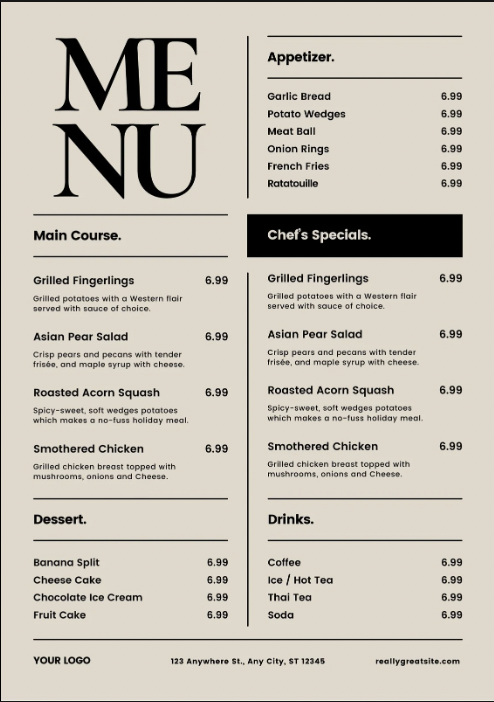 ME
NU
Appetizer.
Garlic Bread 6.99
Potato Wedges 6.99
Meat Ball 6.99
Onion Rings 6.99
French Fries 6.99
Ratatouille 6.99
Main Course.
Grilled Fingerlings 6.99
Grilled potatoes with a Western flair
served with sauce of choice.
Asian Pear Salad 6.99
Crisp pears and pecans with tender
frisée, and maple syrup with cheese.
Roasted Acorn Squash 6.99
Spicy-sweet, soft wedges potatoes
which makes a no-fuss holiday meal.
Smothered Chicken 6.99
Grilled chicken breast topped with
mushrooms, onions and Cheese.
Chef's Specials.
Grilled Fingerlings 6.99
Grilled potatoes with a Western flair
served with sauce of choice.
Asian Pear Salad 6.99
Crisp pears and pecans with tender
frisée, and maple syrup with cheese.
Roasted Acorn Squash 6.99
Spicy-sweet, soft wedges potatoes
which makes a no-fuss holiday meal.
Smothered Chicken 6.99
Grilled chicken breast topped with
mushrooms, onions and Cheese.
Dessert.
Banana Split 6.99
Cheese Cake 6.99
Chocolate Ice Cream 6.99
Fruit Cake 6.99
Drinks.
Coffee 6.99
Ice / Hot Tea 6.99
Thai Tea 6.99
Soda 6.99
YOUR LOGO
123 Anywhere St., Any City, ST 12345
reallygreatsite.com